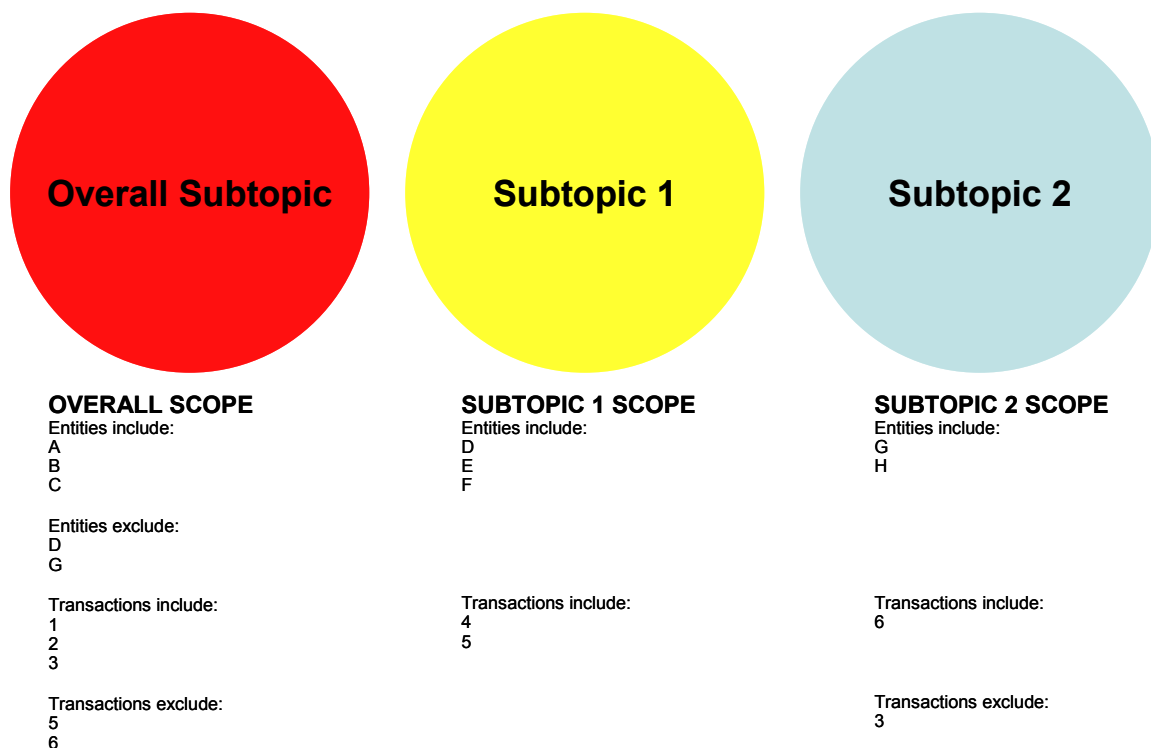 Overall Subtopic
Subtopic 1
Subtopic 2
OVERALL SCOPE
Entities include:
A
B
C
Entities exclude:
D
G
Transactions include:
1
2
3
Transactions exclude:
5
6
SUBTOPIC 1 SCOPE
Entities include:
D
E
F
Transactions include:
4
5
SUBTOPIC 2 SCOPE
Entities include:
G
H
Transactions include:
6
Transactions exclude:
3